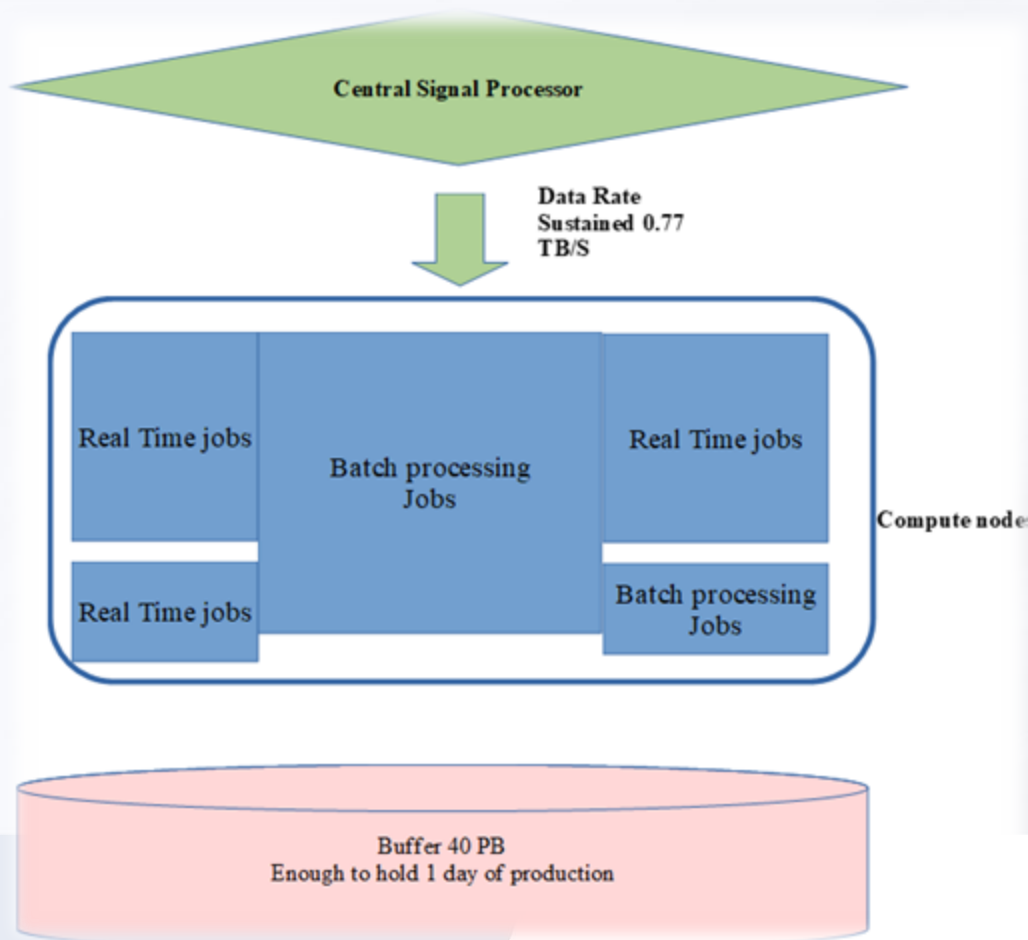 Central Signal Processor
Data Rate
Sustained 0.77
TB/S
Real Time jobs
Batch processing
Jobs
Real Time jobs
Compute node
Real Time jobs
Batch processing
Jobs
Buffer 40 PB
Enough to hold 1 day of production